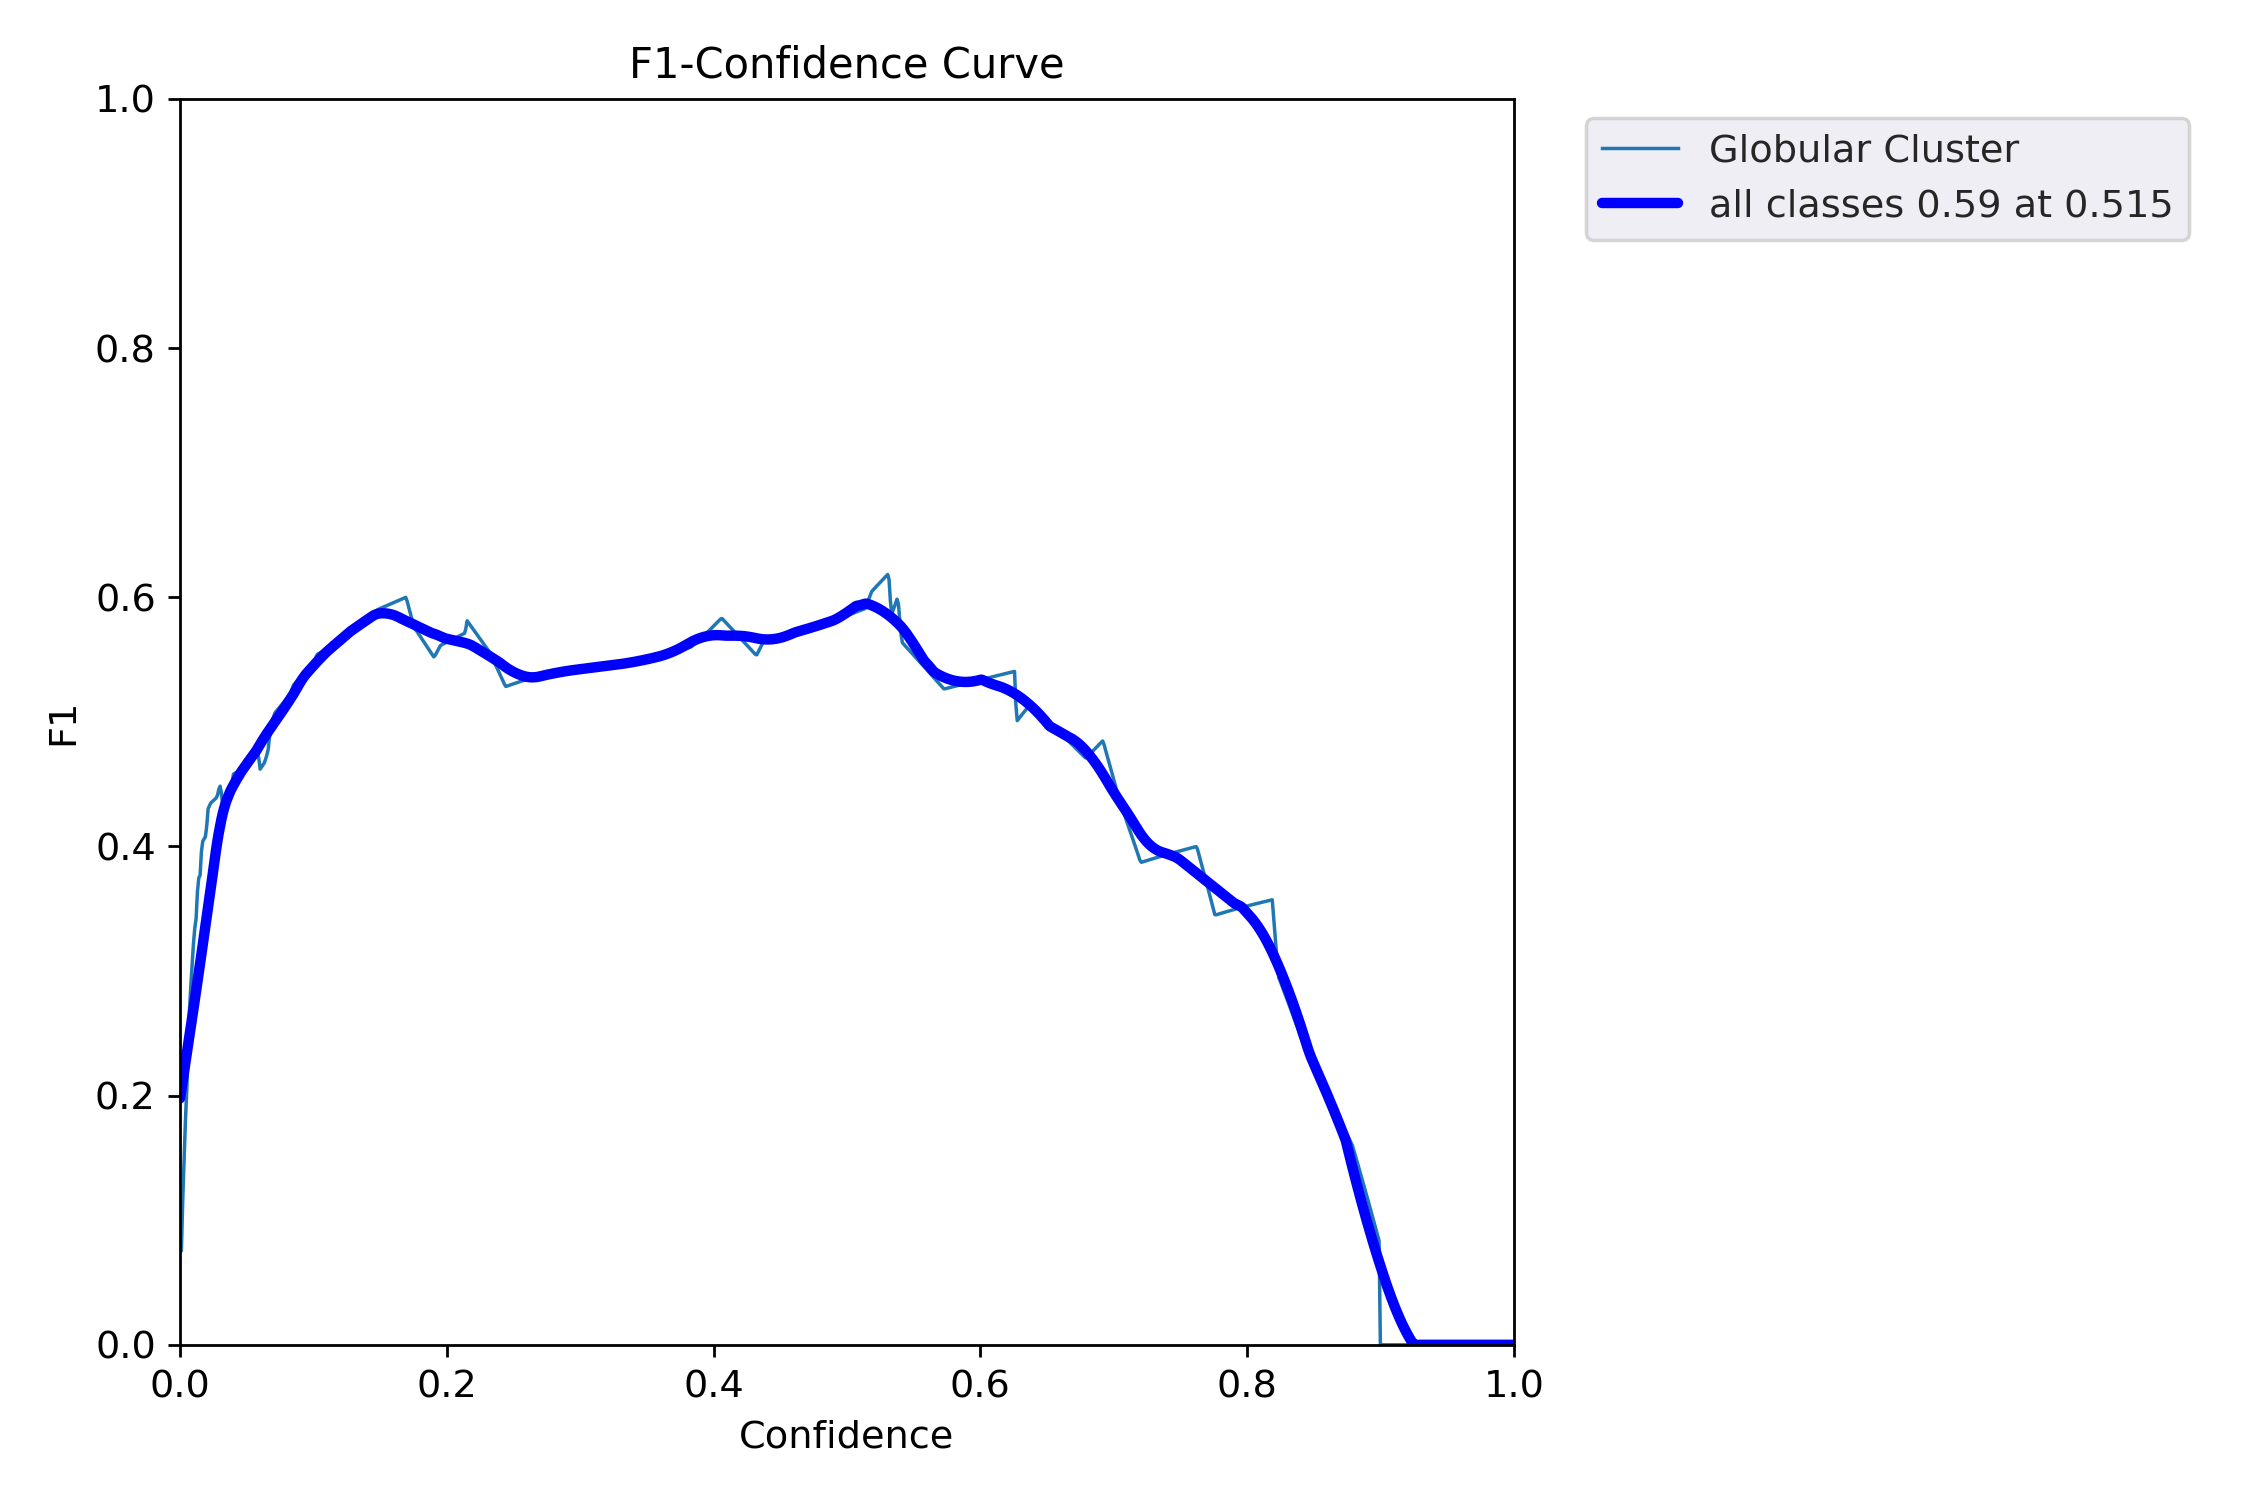 F1-Confidence Curve
1.0
0.8
0.6
0.4
0.2
0.0
F1
0.0 0.2 0.4 0.6 0.8 1.0
Confidence
Globular Cluster
all classes 0.59 at 0.515